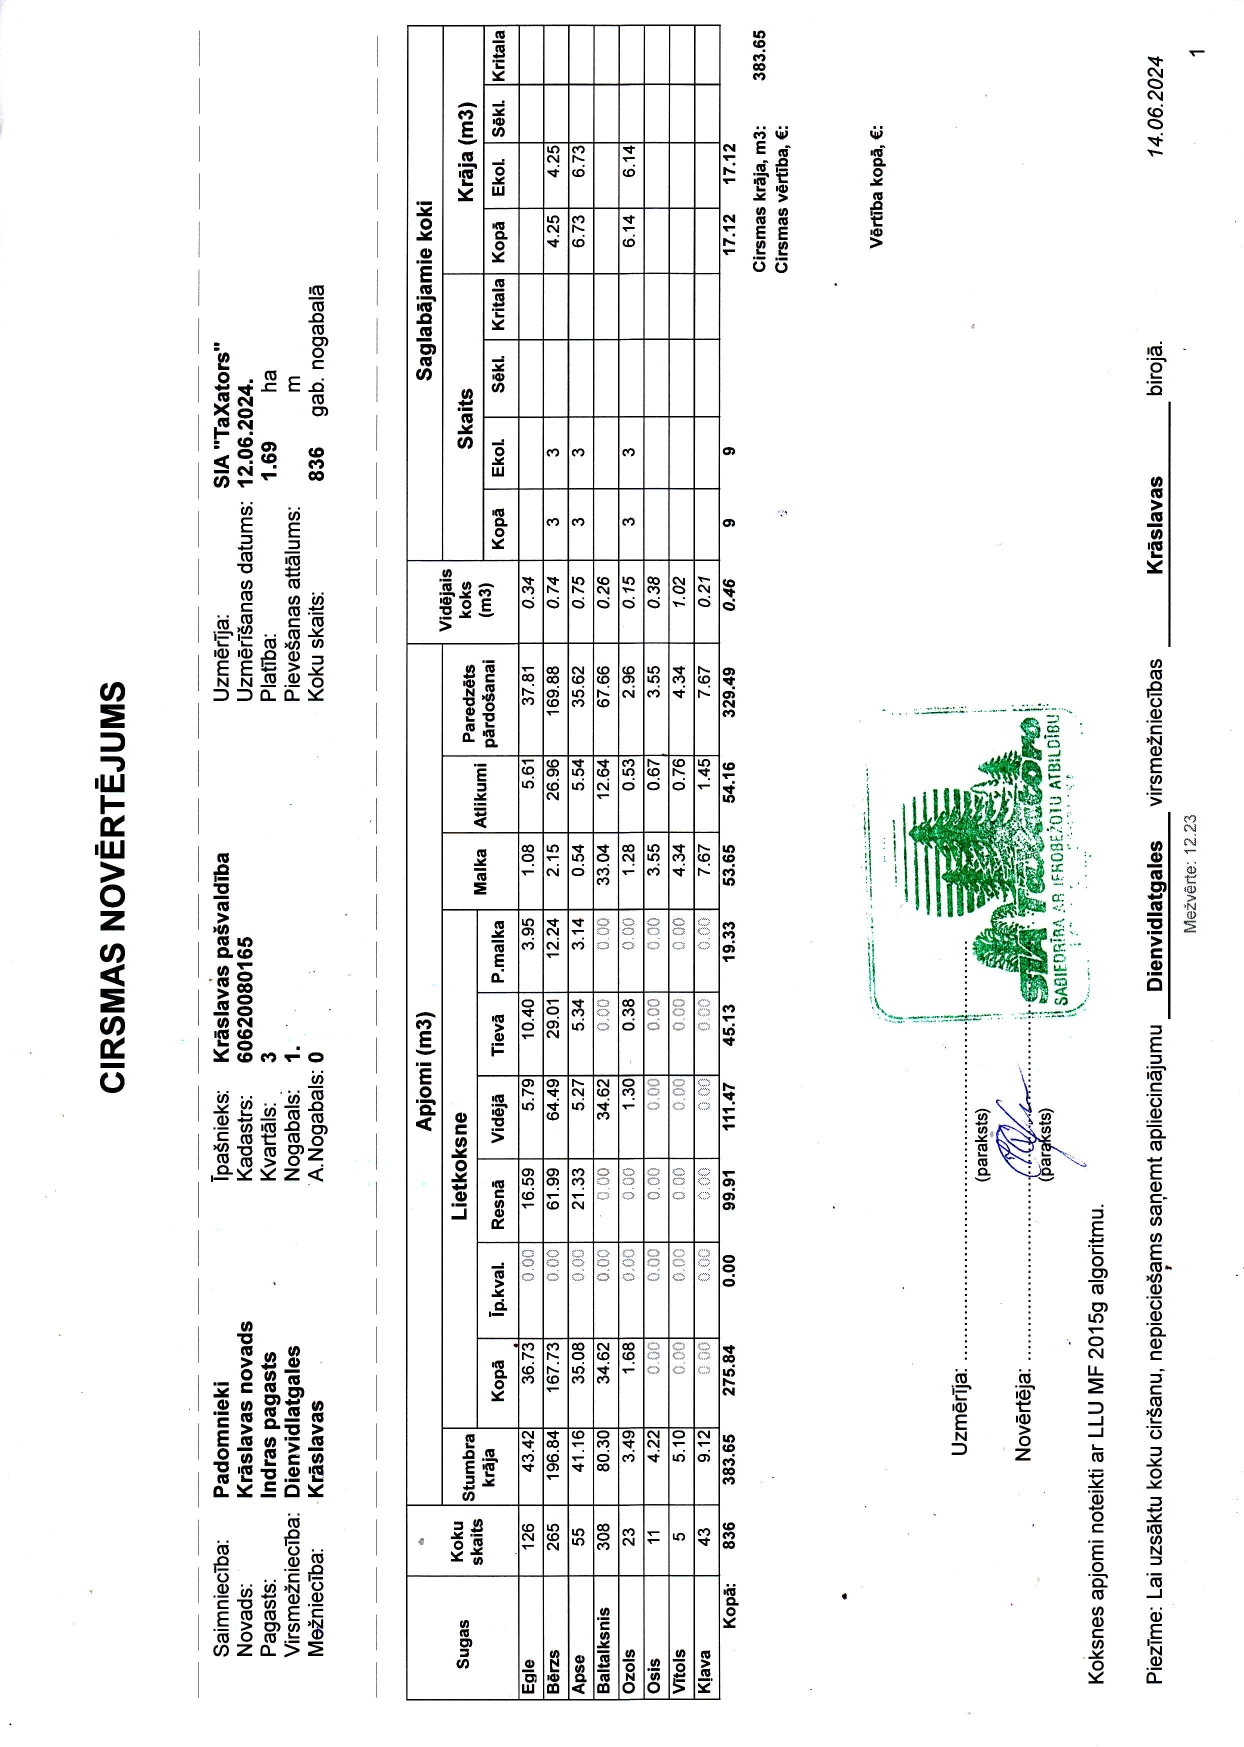 CIRSMAS NOVĒRTĒJUMS
Saimniecība: Padomnieki Īpašnieks: Krāslavas pašvaldība Uzmērīja: SIA "TaXators"
Novads: Krāslavas novads Kadastrs: 60620080165 Uzmērīšanas datums: 12.06.2024.
Pagasts: Indras pagasts Kvartāls: 3 Platība: 1.69 ha
Virsmežniecība: Dienvidlatgales Nogabals: 1. Pievešanas attālums: m
Mežniecība: Krāslavas A.Nogabals: 0 Koku skaits: 836 gab. nogabalā
Sugas Koku skaits Apjomi (m3) Vidējais koks (m3) Saglabājamie koki
Stumbra krāja Lietkoksne Malka Atlikumi Paredzēts pārdošanai Skaits Krāja (m3)
Kopā Īp.kval. Resnā Vidējā Tievā P.malka Kopā Ekol. Sēkl. Kritala Kopā Ekol. Sēkl. Kritala
Egle 126 43.42 36.73 0.00 16.59 5.79 10.40 3.95 1.08 5.61 37.81 0.34
Bērzs 265 196.84 167.73 0.00 61.99 64.49 29.01 12.24 2.15 26.96 169.88 0.74 3 3 4.25 4.25
Apse 55 41.16 35.08 0.00 21.33 5.27 5.34 3.14 0.54 5.54 35.62 0.75 3 3 6.73 6.73
Baltalksnis 308 80.30 34.62 0.00 0.00 34.62 0.00 0.00 33.04 12.64 67.66 0.26
Ozols 23 3.49 1.68 0.00 0.00 1.30 0.38 0.00 1.28 0.53 2.96 0.15 3 3 6.14 6.14
Osis 11 4.22 0.00 0.00 0.00 0.00 0.00 0.00 3.55 0.67 3.55 0.38
Vītols 5 5.10 0.00 0.00 0.00 0.00 0.00 0.00 4.34 0.76 4.34 1.02
Kļava 43 9.12 0.00 0.00 0.00 0.00 0.00 0.00 7.67 1.45 7.67 0.21
Kopā: 836 383.65 275.84 0.00 99.91 111.47 45.13 19.33 53.65 54.16 329.49 0.46 9 9 17.12 17.12
Cirsmas krāja, m3: 383.65
Cirsmas vērtība, €:
Vērtība kopā, €:
Uzmērīja:
(paraksts)
Novērtēja:
(paraksts)
SIA Taxators
SABIEDRĪBA AR IEROBEŽOTU ATBILDĪBU
Koksnes apjomi noteikti ar LLU MF 2015g algoritmu.
Piezīme: Lai uzsāktu koku ciršanu, nepieciešams saņemt apliecinājumu Dienvidlatgales virsmežniecības Krāslavas birojā. 14.06.2024
Mežvērte: 12.23
1